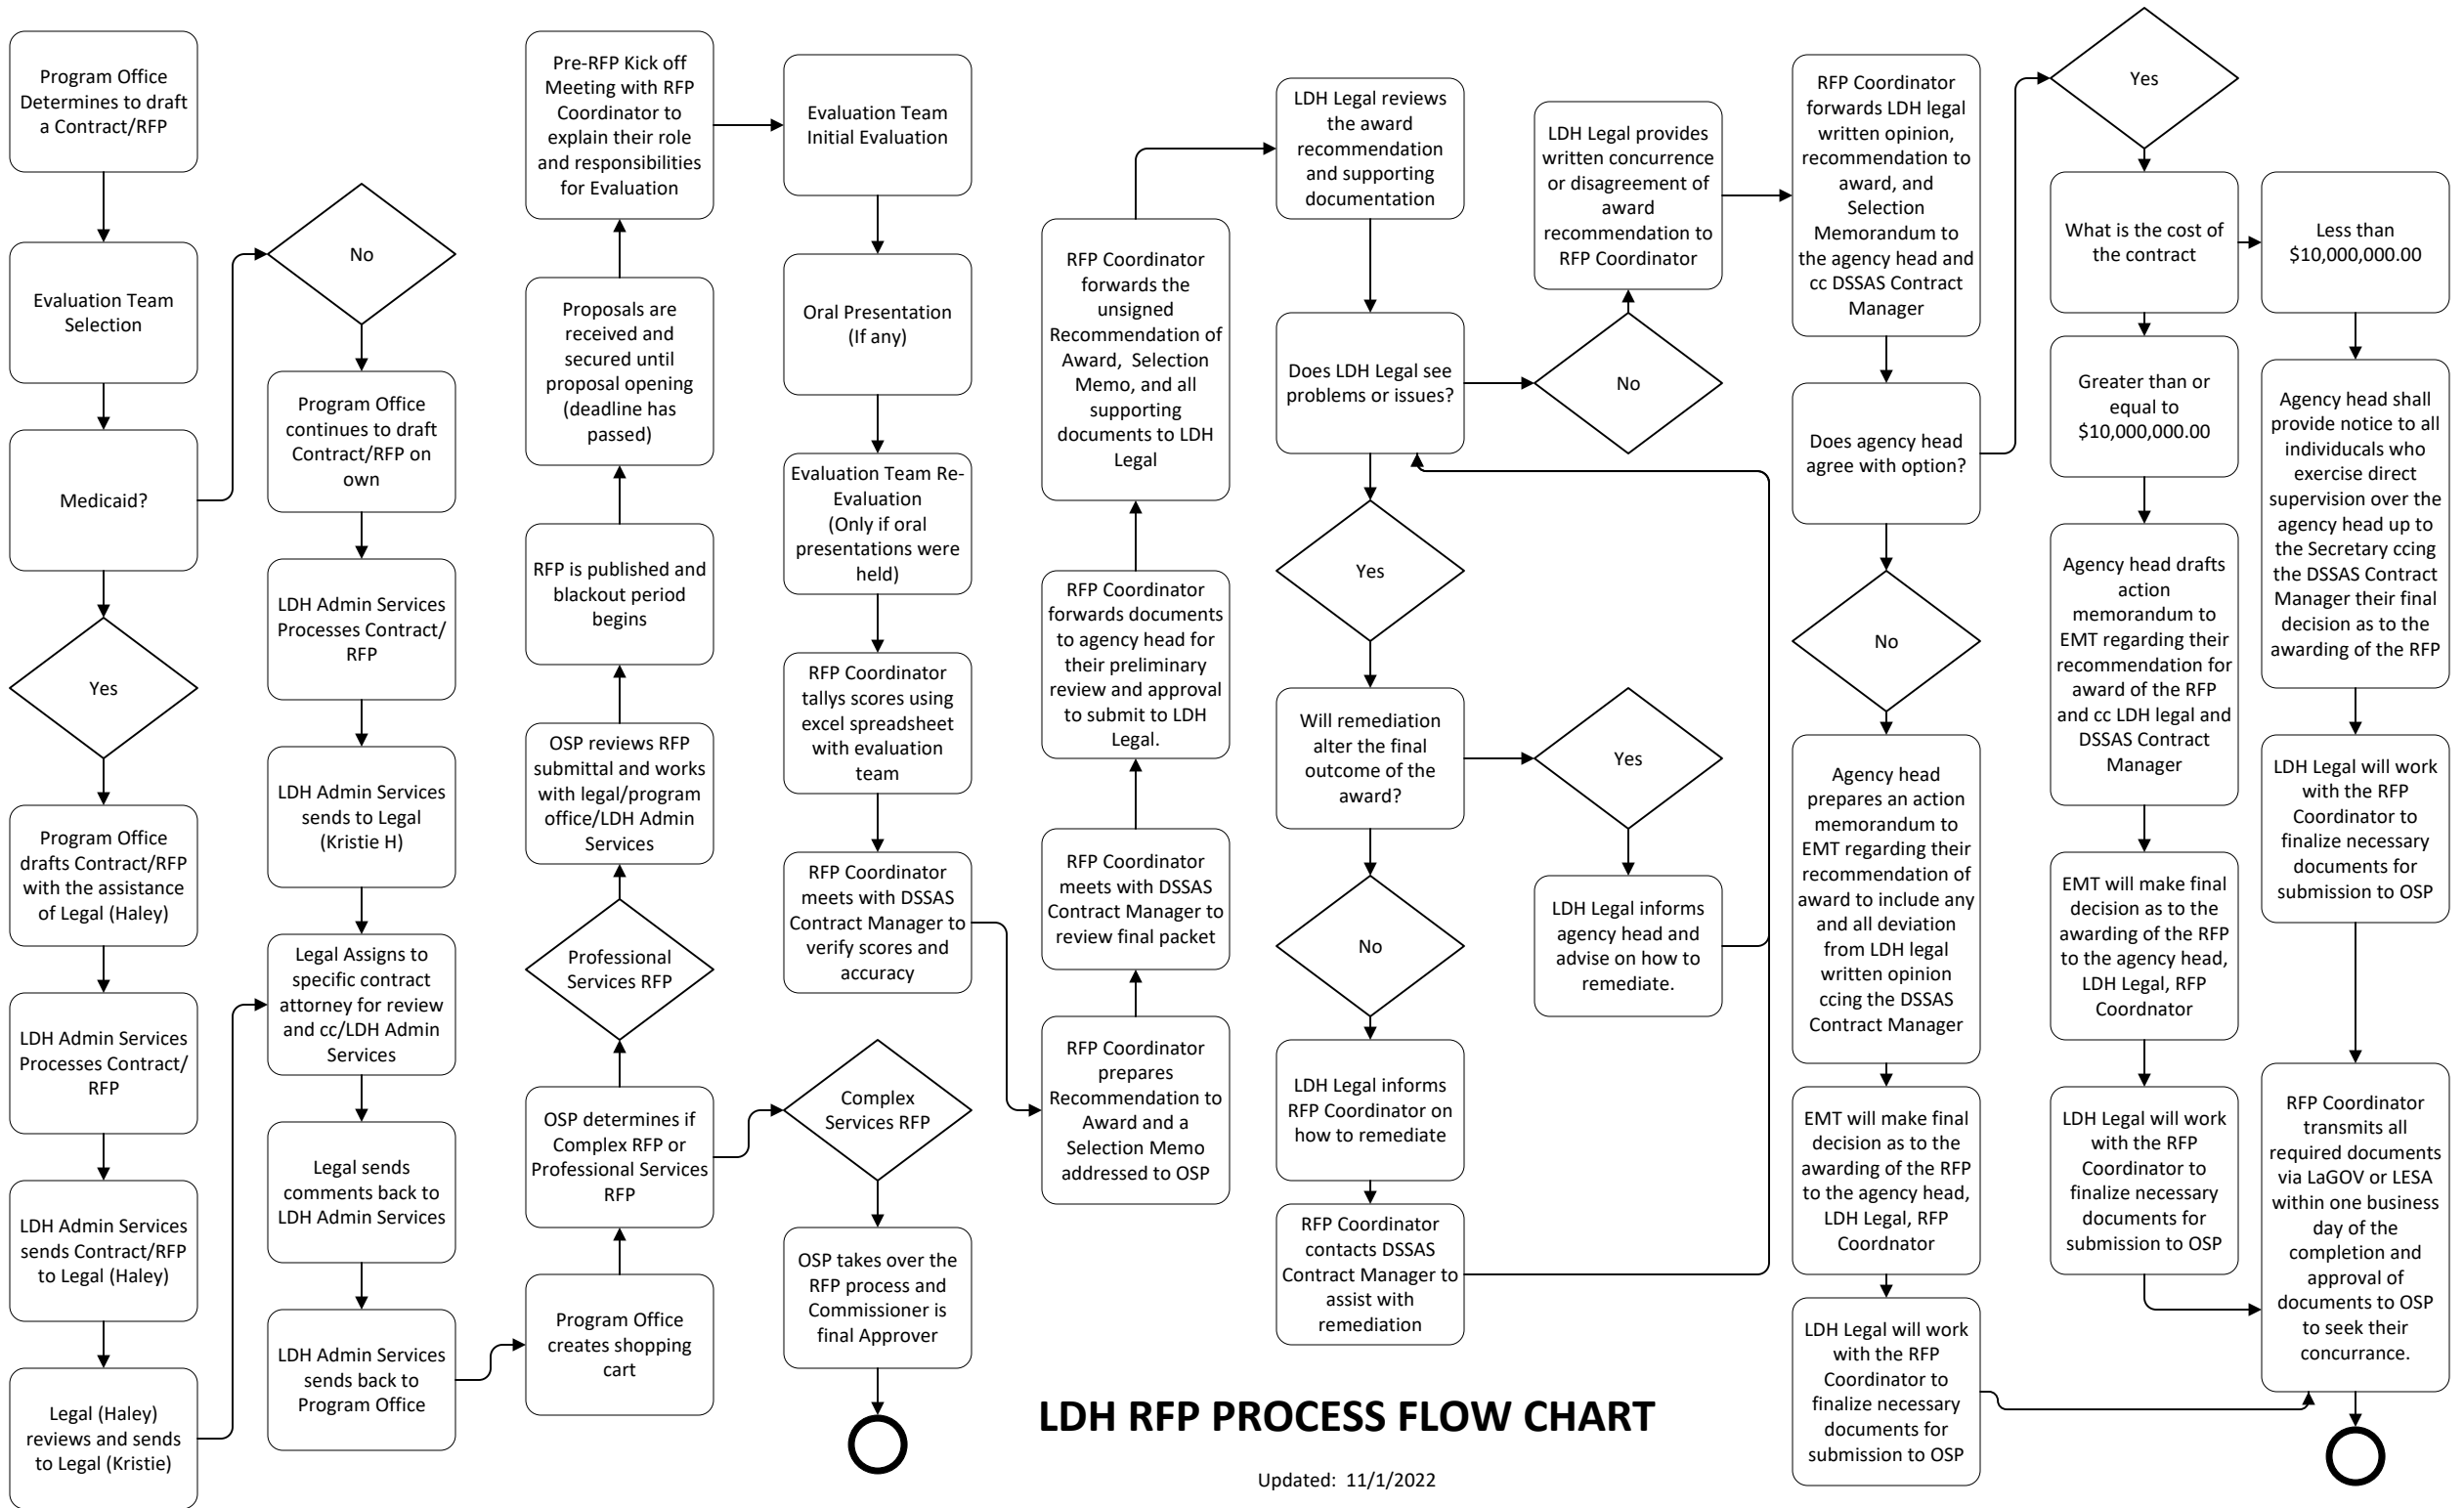 Program Office
Determines to draft
a Contract/RFP
Evaluation Team
Selection
Medicaid?
Yes
Program Office
drafts Contract/RFP
with the assistance
of Legal (Haley)
LDH Admin Services
Processes Contract/
RFP
LDH Admin Services
sends Contract/RFP
to Legal (Haley)
Legal (Haley)
reviews and sends
to Legal (Kristie)
No
Program Office
continues to draft
Contract/RFP on
own
LDH Admin Services
Processes Contract/
RFP
LDH Admin Services
sends to Legal
(Kristie H)
Legal Assigns to
specific contract
attorney for review
and cc/LDH Admin
Services
Legal sends
comments back to
LDH Admin Services
LDH Admin Services
sends back to
Program Office
Pre-RFP Kick off
Meeting with RFP
Coordinator to
explain their role
and responsibilities
for Evaluation
Proposals are
received and
secured until
proposal opening
(deadline has
passed)
RFP is published and
blackout period
begins
OSP reviews RFP
submittal and works
with legal/program
office/LDH Admin
Services
Professional
Services RFP
OSP determines if
Complex RFP or
Professional Services
RFP
Program Office
creates shopping
cart
Evaluation Team
Initial Evaluation
Oral Presentation
(If any)
Evaluation Team Re-
Evaluation
(Only if oral
presentations were
held)
RFP Coordinator
tallys scores using
excel spreadsheet
with evaluation
team
RFP Coordinator
meets with DSSAS
Contract Manager to
verify scores and
accuracy
Complex
Services RFP
OSP takes over the
RFP process and
Commissioner is
final Approver
RFP Coordinator
forwards the
unsigned
Recommendation of
Award, Selection
Memo, and all
supporting
documents to LDH
Legal
RFP Coordinator
forwards documents
to agency head for
their preliminary
review and approval
to submit to LDH
Legal.
RFP Coordinator
meets with DSSAS
Contract Manager to
review final packet
RFP Coordinator
prepares
Recommendation to
Award and a
Selection Memo
addressed to OSP
LDH Legal reviews
the award
recommendation
and supporting
documentation
Does LDH Legal see
problems or issues?
Yes
Will remediation
alter the final
outcome of the
award?
No
LDH Legal informs
RFP Coordinator on
how to remediate
RFP Coordinator
contacts DSSAS
Contract Manager to
assist with
remediation
LDH Legal provides
written concurrence
or disagreement of
award
recommendation to
RFP Coordinator
No
Yes
LDH Legal informs
agency head and
advise on how to
remediate.
RFP Coordinator
forwards LDH legal
written opinion,
recommendation to
award, and
Selection
Memorandum to
the agency head and
cc DSSAS Contract
Manager
Does agency head
agree with option?
No
Agency head
prepares an action
memorandum to
EMT regarding their
recommendation of
award to include any
and all deviation
from LDH legal
written opinion
ccing the DSSAS
Contract Manager
EMT will make final
decision as to the
awarding of the RFP
to the agency head,
LDH Legal, RFP
Coordnator
LDH Legal will work
with the RFP
Coordinator to
finalize necessary
documents for
submission to OSP
Yes
What is the cost of
the contract
Greater than or
equal to
$10,000,000.00
Agency head drafts
action
memorandum to
EMT regarding their
recommendation for
award of the RFP
and cc LDH legal and
DSSAS Contract
Manager
EMT will make final
decision as to the
awarding of the RFP
to the agency head,
LDH Legal, RFP
Coordnator
LDH Legal will work
with the RFP
Coordinator to
finalize necessary
documents for
submission to OSP
Less than
$10,000,000.00
Agency head shall
provide notice to all
individucals who
exercise direct
supervision over the
agency head up to
the Secretary ccing
the DSSAS Contract
Manager their final
decision as to the
awarding of the RFP
LDH Legal will work
with the RFP
Coordinator to
finalize necessary
documents for
submission to OSP
RFP Coordinator
transmits all
required documents
via LaGOV or LESA
within one business
day of the
completion and
approval of
documents to OSP
to seek their
concurrance.
LDH RFP PROCESS FLOW CHART
Updated: 11/1/2022